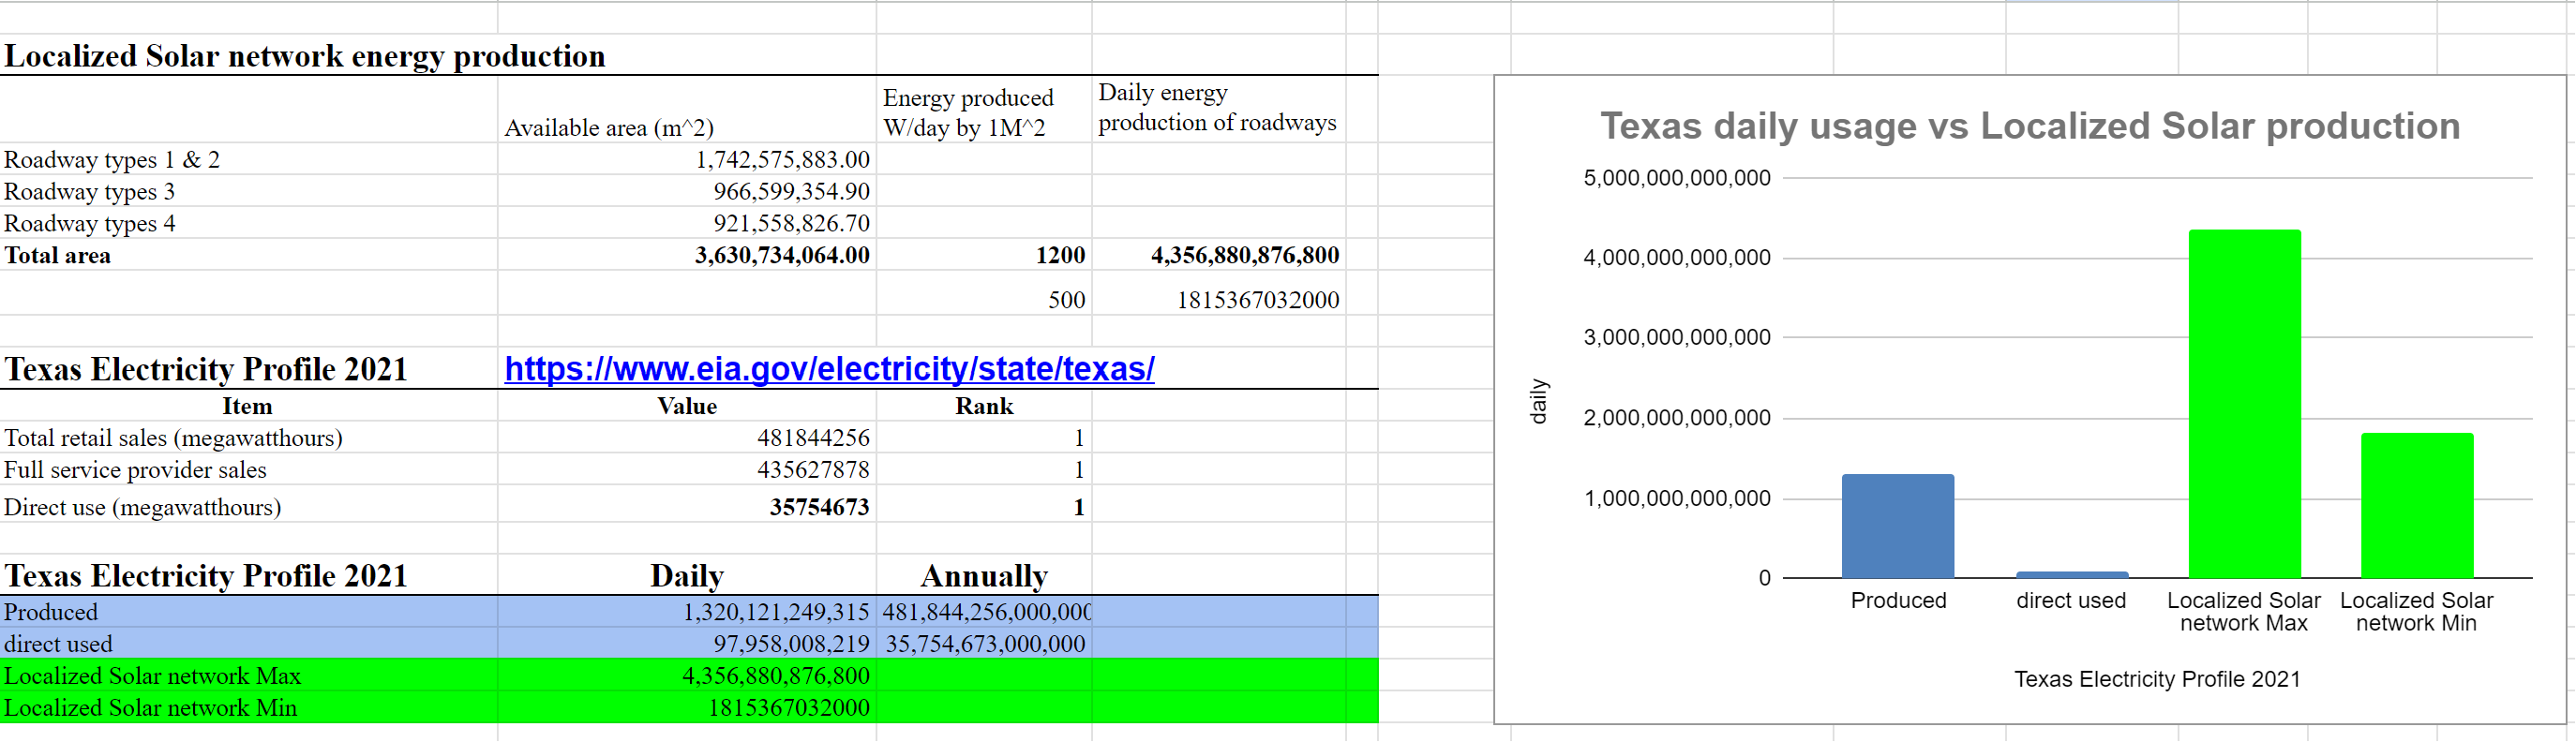 Localized Solar network energy production
Available area (m^2)
Energy produced
W/day by 1M^2
Daily energy
production of roadways
Roadway types 1 & 2 1,742,575,883.00
Roadway types 3 966,599,354.90
Roadway types 4 921,558,826.70
Total area 3,630,734,064.00 1200 4,356,880,876,800
500 1815367032000
Texas Electricity Profile 2021 https://www.eia.gov/electricity/state/texas/
Item Value Rank
Total retail sales (megawatthours) 481844256 1
Full service provider sales 435627878 1
Direct use (megawatthours) 35754673 1
Texas Electricity Profile 2021 Daily Annually
Produced 1,320,121,249,315 481,844,256,000,000
direct used 97,958,008,219 35,754,673,000,000
Localized Solar network Max 4,356,880,876,800
Localized Solar network Min 1815367032000
Texas daily usage vs Localized Solar production
5,000,000,000,000
4,000,000,000,000
3,000,000,000,000
2,000,000,000,000
1,000,000,000,000
0
daily
Produced
direct used
Localized Solar
network Max
Localized Solar
network Min
Texas Electricity Profile 2021